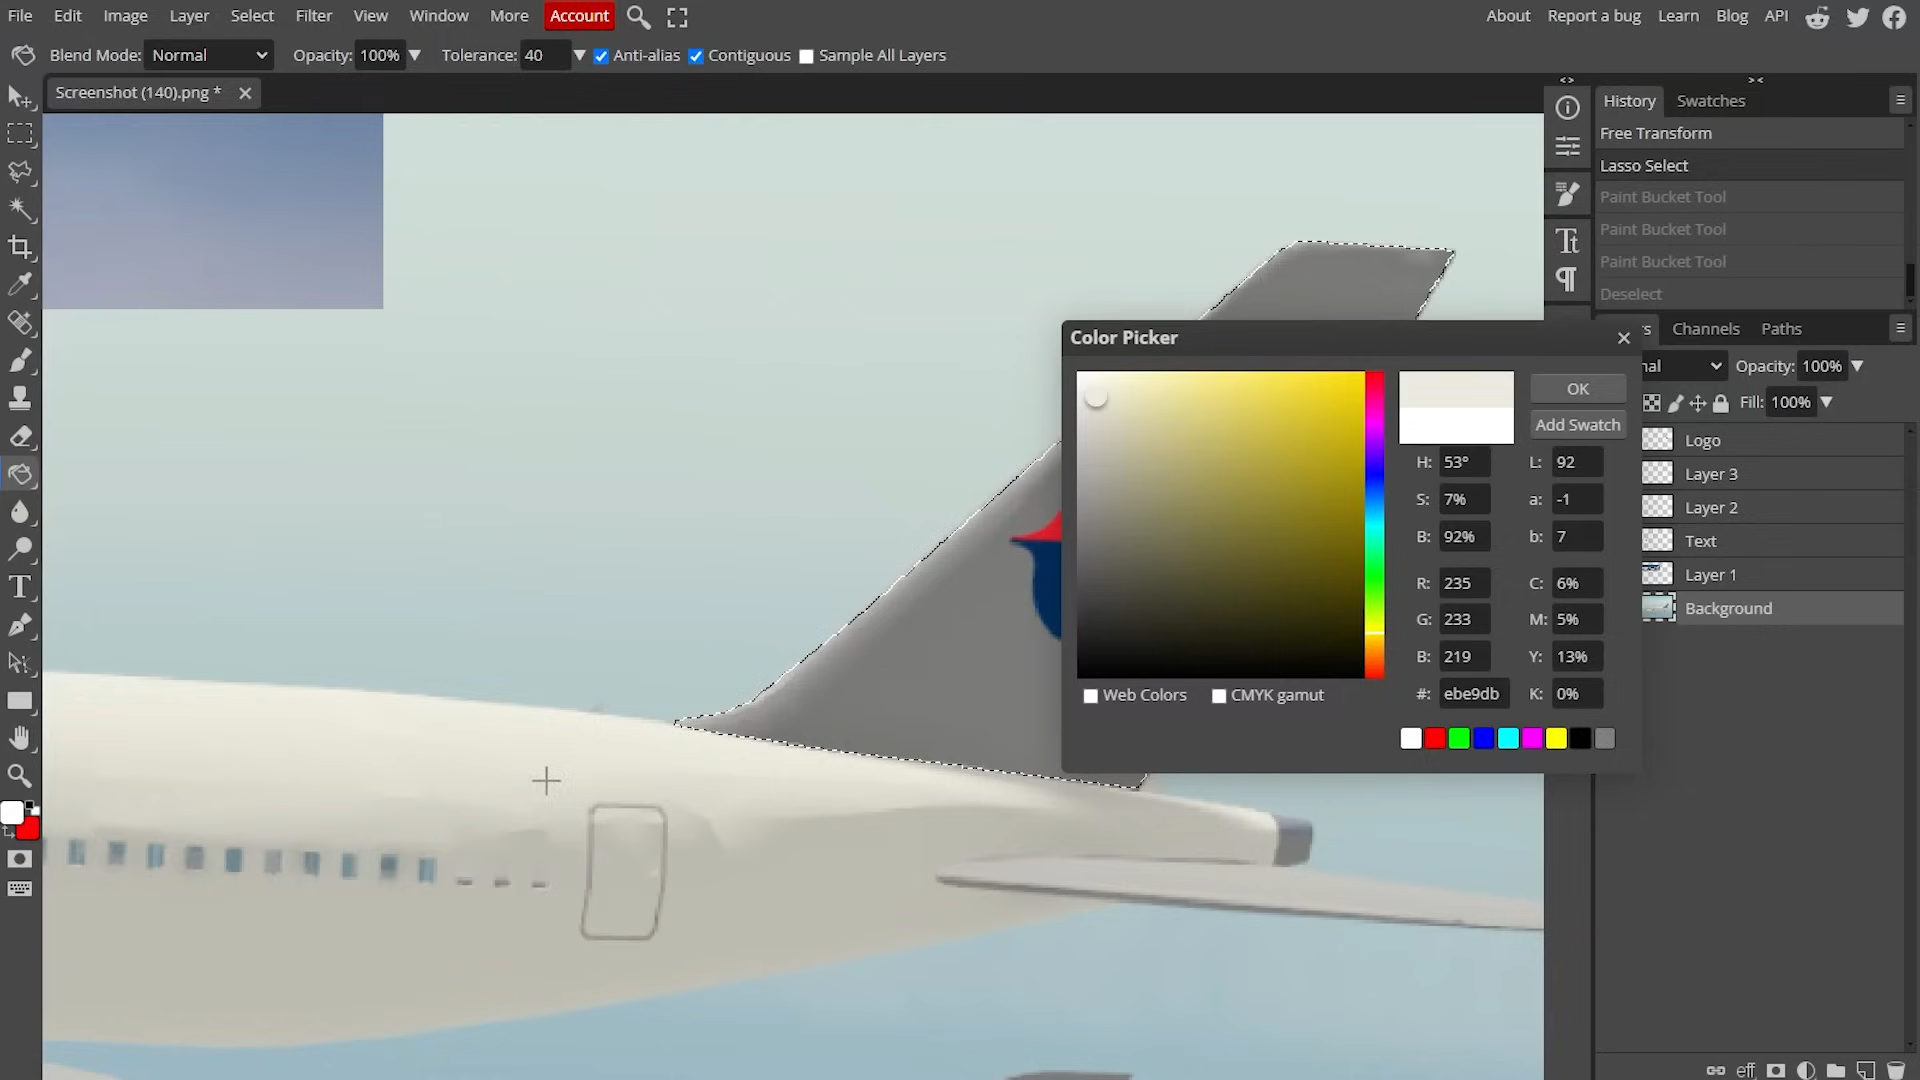 File Edit Image Layer Select Filter View Window More Account About Report a bug Learn Blog API
Blend Mode: Normal Opacity: 100% Tolerance: 40 Anti-alias Contiguous Sample All Layers
Screenshot (140).png *
History Swatches
Free Transform
Lasso Select
Paint Bucket Tool
Paint Bucket Tool
Paint Bucket Tool
Deselect
Channels Paths
Opacity: 100%
Fill: 100%
Logo
Layer 3
Layer 2
Text
Layer 1
Background
Color Picker
OK
Add Swatch
H: 53° L: 92
S: 7% a: -1
B: 92% b: 7
R: 235 C: 6%
G: 233 M: 5%
B: 219 Y: 13%
#: ebe9db K: 0%
Web Colors CMYK gamut
eff